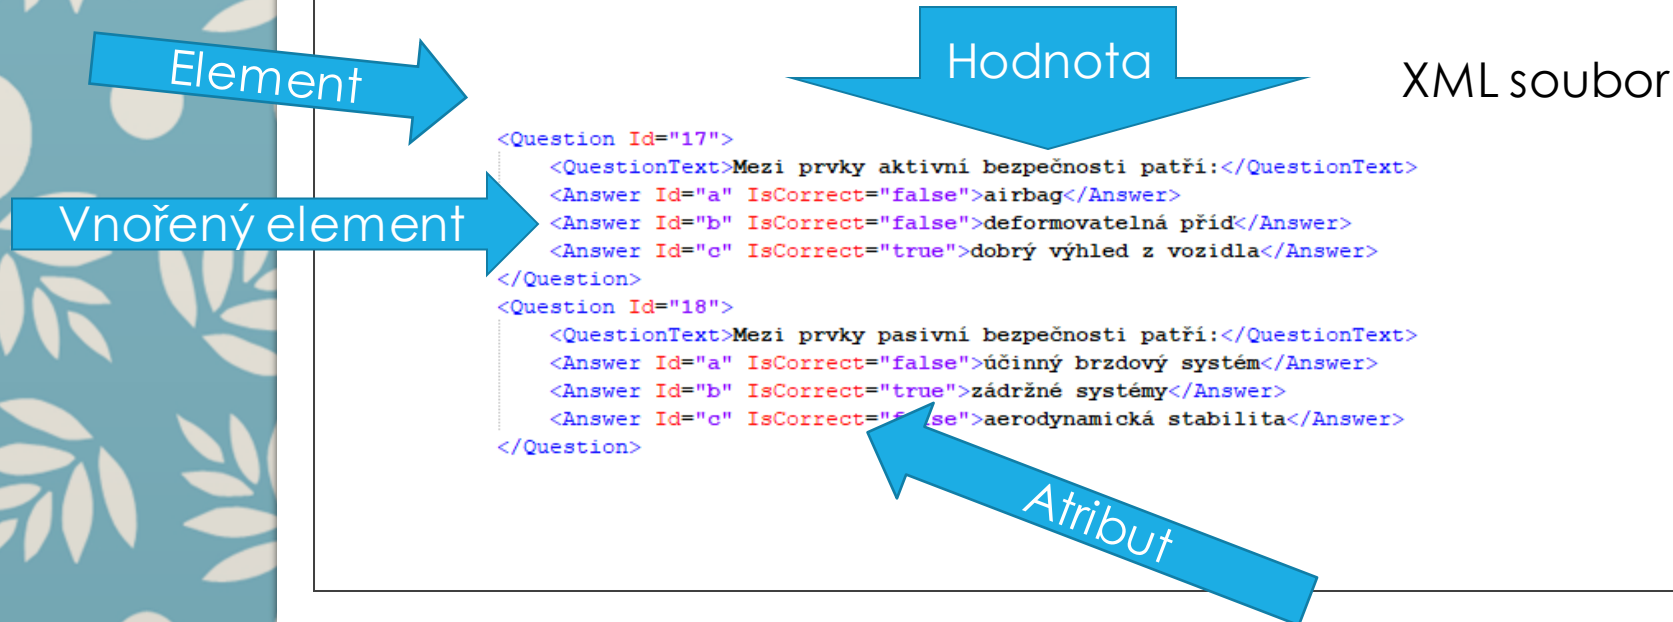 Element
Hodnota
XML soubor
<Question Id="17">
<QuestionText>Mezi prvky aktivní bezpečnosti patří:</QuestionText>
<Answer Id="a" IsCorrect="false">airbag</Answer>
Vnořený element
<Answer Id="b" IsCorrect="false">deformovatelná příď</Answer>
<Answer Id="c" IsCorrect="true">dobrý výhled z vozidla</Answer>
</Question>
<Question Id="18">
<QuestionText>Mezi prvky pasivní bezpečnosti patří:</QuestionText>
<Answer Id="a" IsCorrect="false">účinný brzdový systém</Answer>
<Answer Id="b" IsCorrect="true">zádržné systémy</Answer>
<Answer Id="c" IsCorrect="false">aerodynamická stabilita</Answer>
</Question>
Atribut